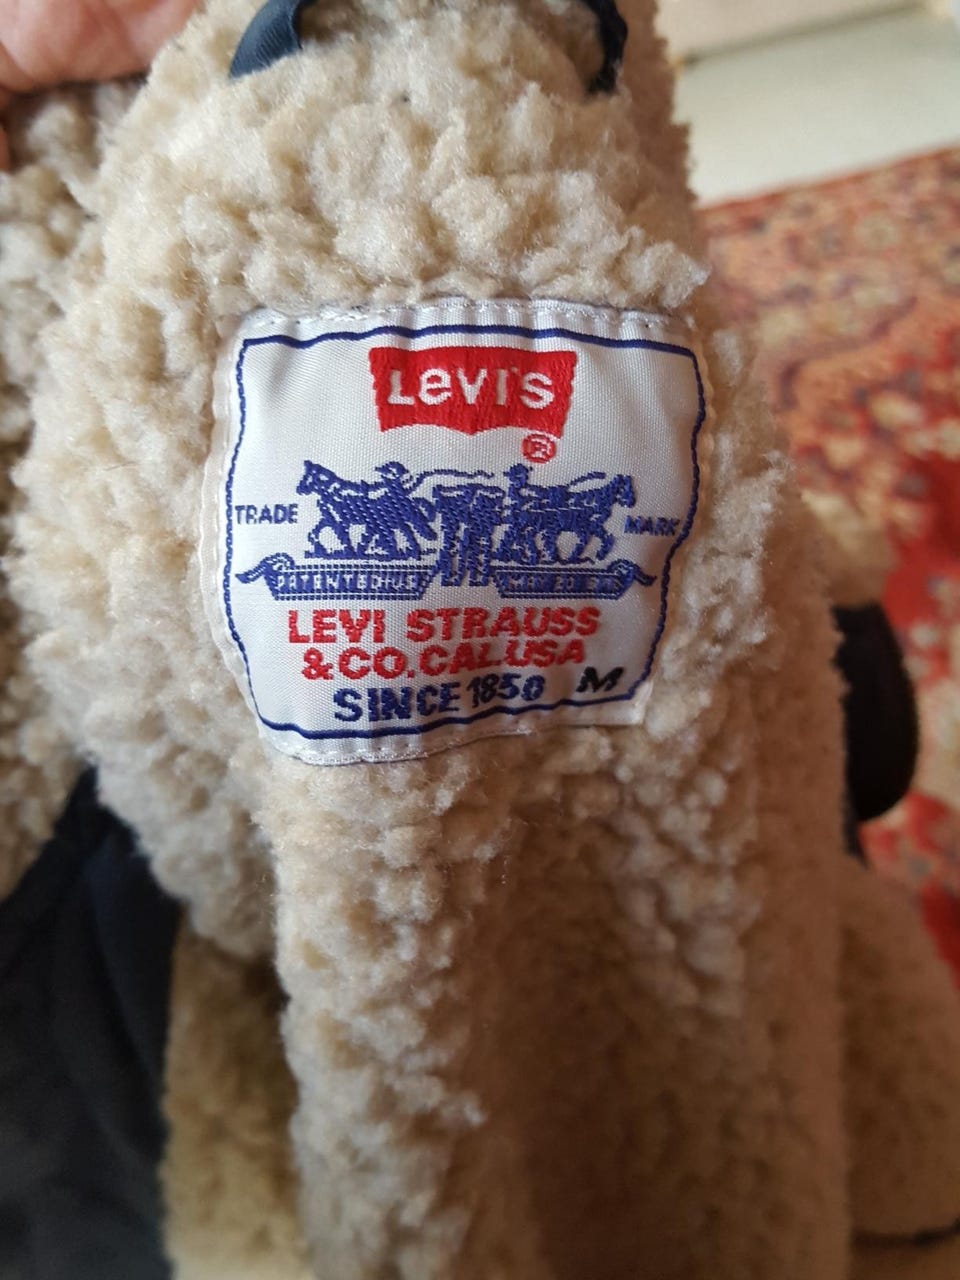 LEVI'S
®
TRADE MARK
LEVI STRAUSS
& CO. CAL. USA
SINCE 1850 M